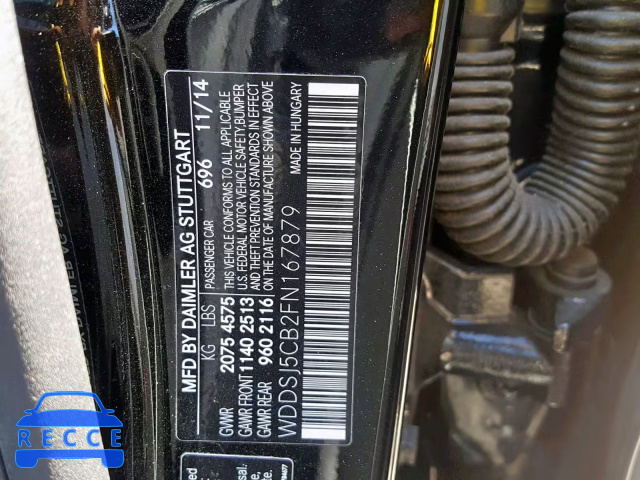 MFD BY DAIMLER AG STUTTGART
KG LBS PASSENGER CAR 696 11/14
GVWR 2075 4575 THIS VEHICLE CONFORMS TO ALL APPLICABLE
GAWR FRONT 1140 2513 U.S. FEDERAL MOTOR VEHICLE SAFETY, BUMPER
AND THEFT PREVENTION STANDARDS IN EFFECT
GAWR REAR 960 2116 ON THE DATE OF MANUFACTURE SHOWN ABOVE
WDDSJ5CB2FN167879 MADE IN HUNGARY
RECCE